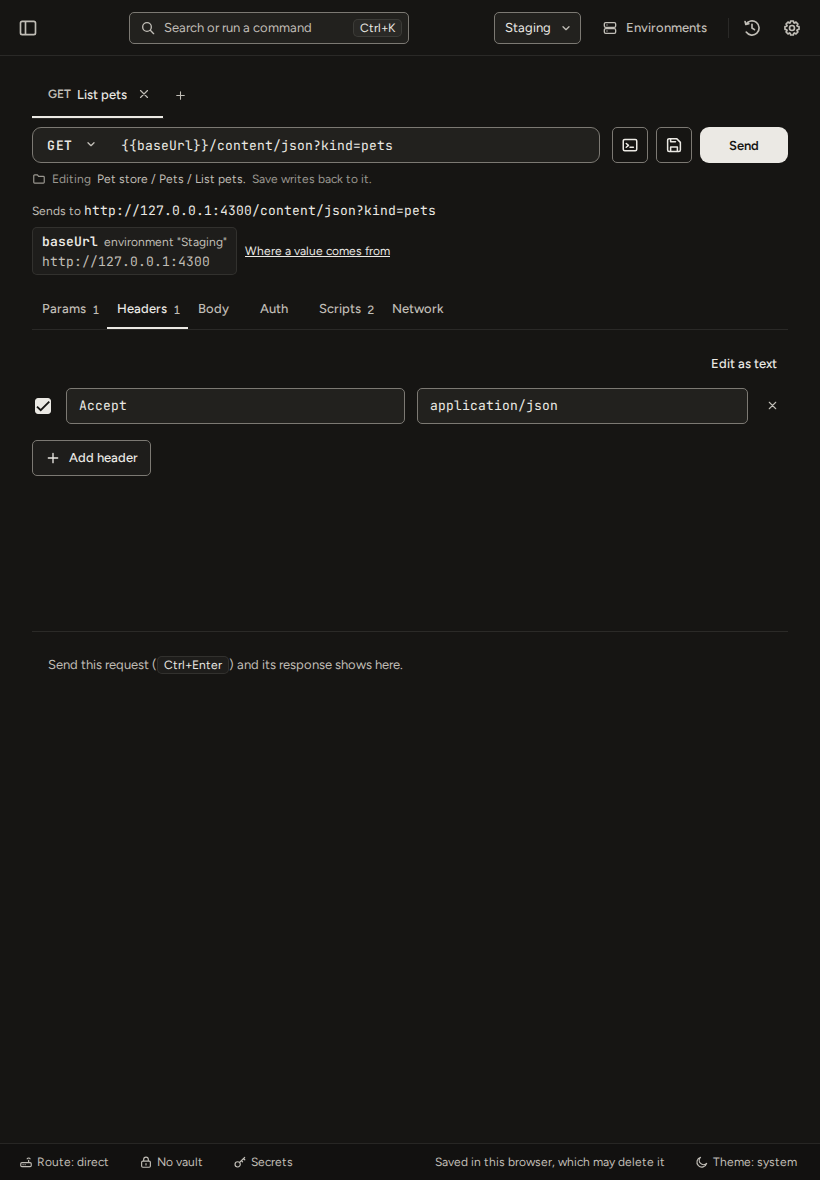 Search or run a command Ctrl+K Staging Environments
GET List pets
GET {{baseUrl}}/content/json?kind=pets Send
Editing Pet store / Pets / List pets. Save writes back to it.
Sends to http://127.0.0.1:4300/content/json?kind=pets
baseUrl environment "Staging"
http://127.0.0.1:4300
Where a value comes from
Params 1 Headers 1 Body Auth Scripts 2 Network
Edit as text
Accept application/json
Add header
Send this request (Ctrl+Enter) and its response shows here.
Route: direct No vault Secrets Saved in this browser, which may delete it Theme: system